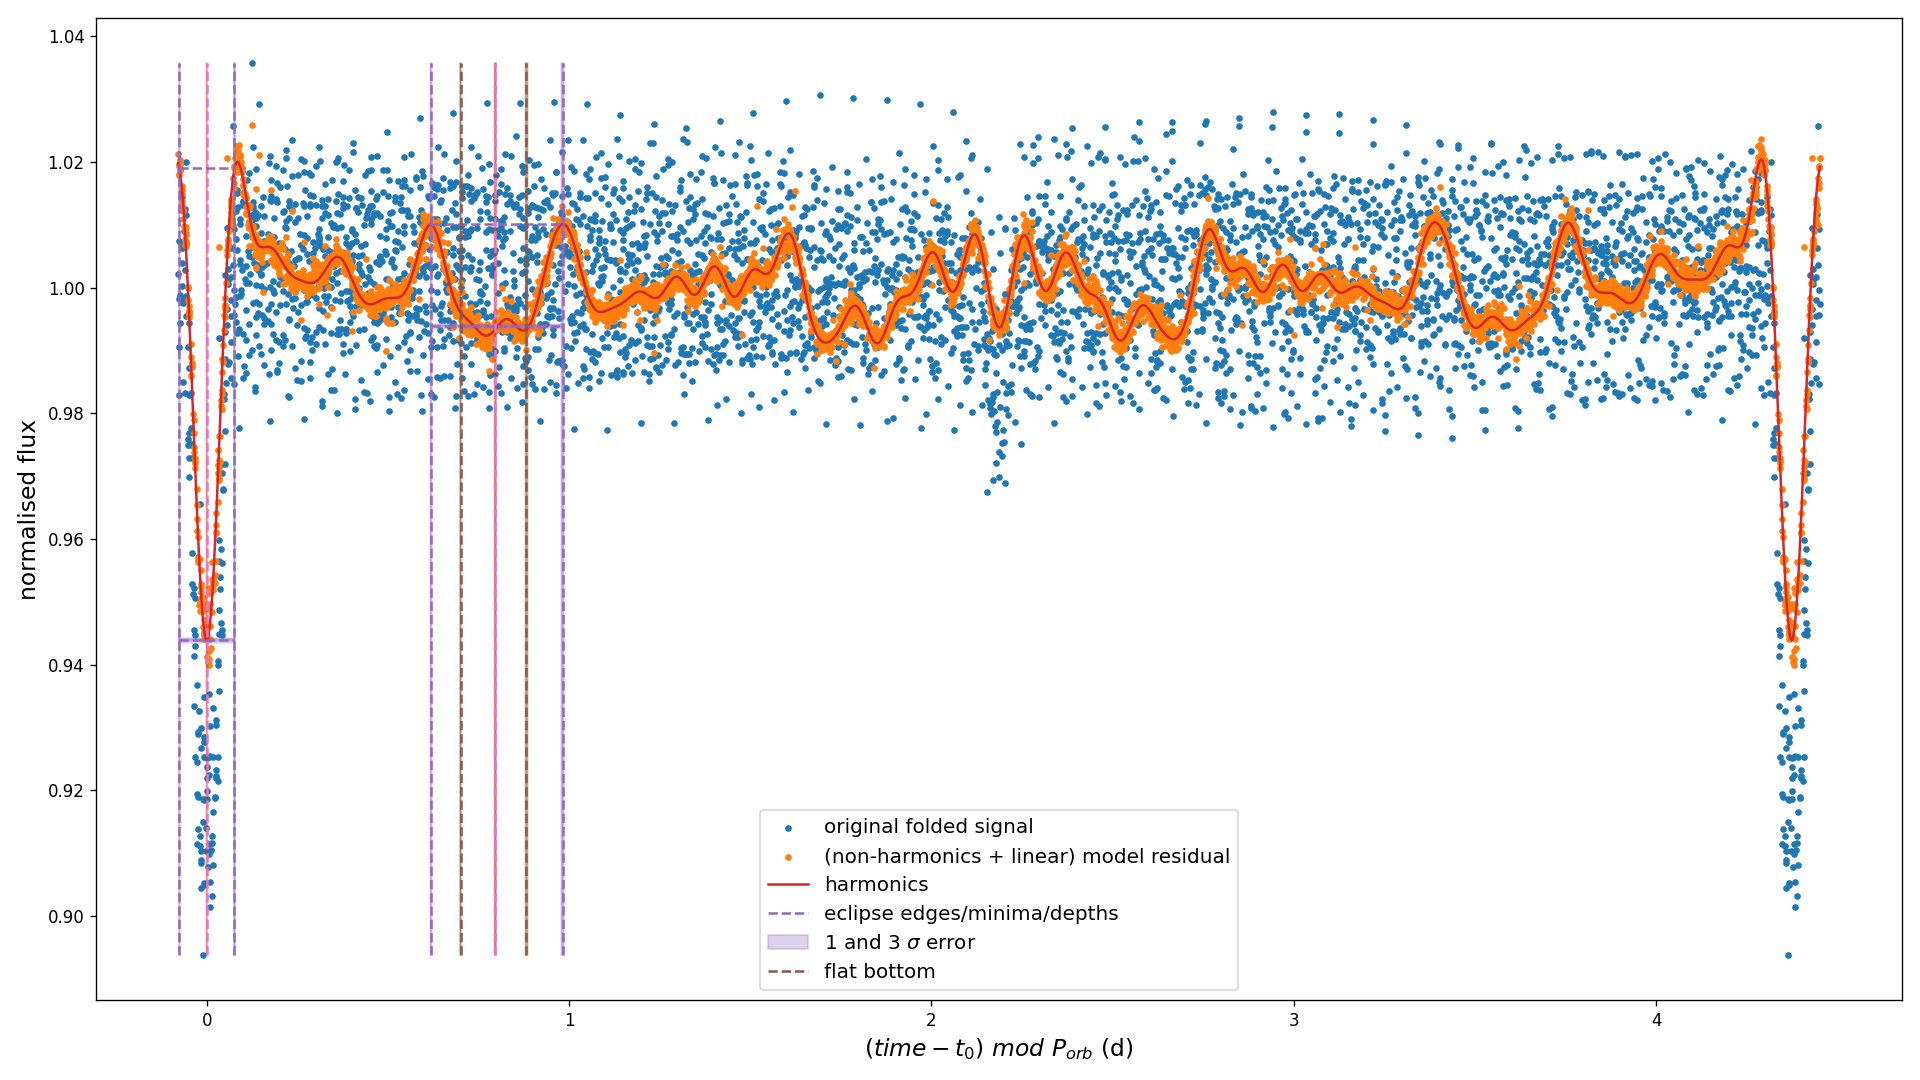 normalised flux
1.04
1.02
1.00
0.98
0.96
0.94
0.92
0.90
original folded signal
(non-harmonics + linear) model residual
harmonics
eclipse edges/minima/depths
1 and 3 σ error
flat bottom
0 1 2 3 4
(time − t₀) mod Pₒᵣb (d)